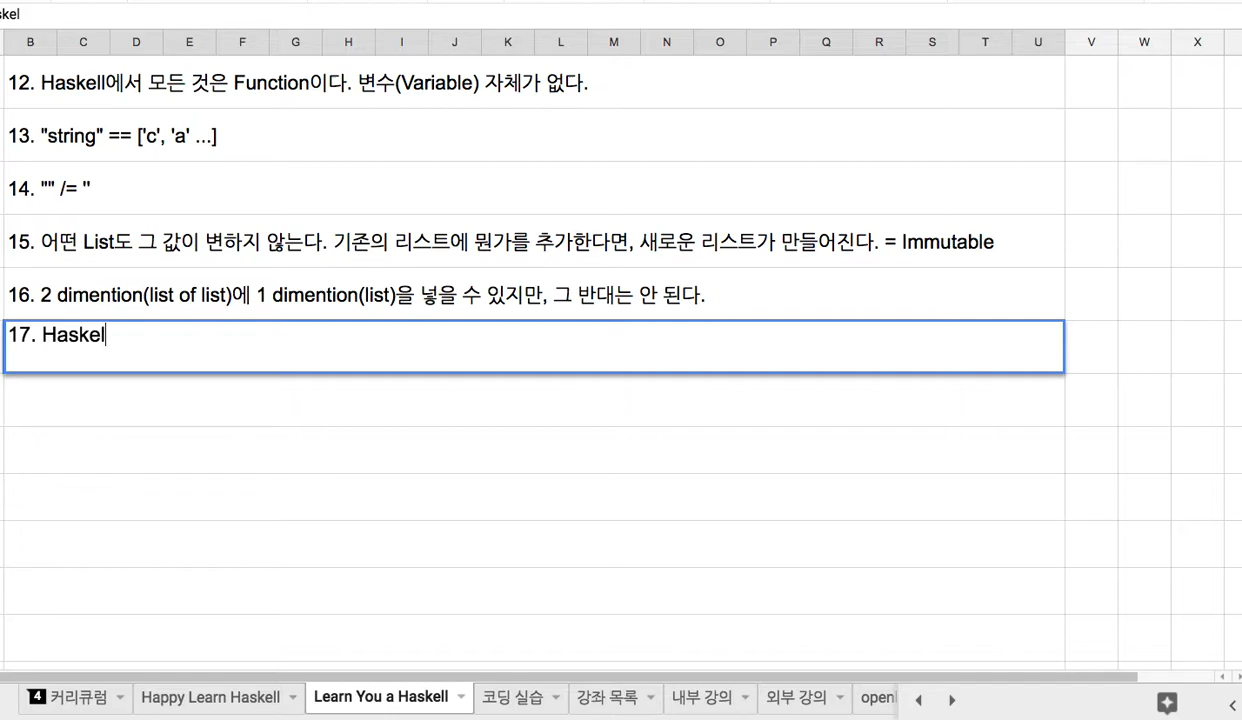 skel
B C D E F G H I J K L M N O P Q R S T U V W X
12. Haskell에서 모든 것은 Function이다. 변수(Variable) 자체가 없다.
13. "string" == ['c', 'a' ...]
14. "" /= ''
15. 어떤 List도 그 값이 변하지 않는다. 기존의 리스트에 뭔가를 추가한다면, 새로운 리스트가 만들어진다. = Immutable
16. 2 dimention(list of list)에 1 dimention(list)을 넣을 수 있지만, 그 반대는 안 된다.
17. Haskel
4 커리큐럼 Happy Learn Haskell Learn You a Haskell 코딩 실습 강좌 목록 내부 강의 외부 강의 open